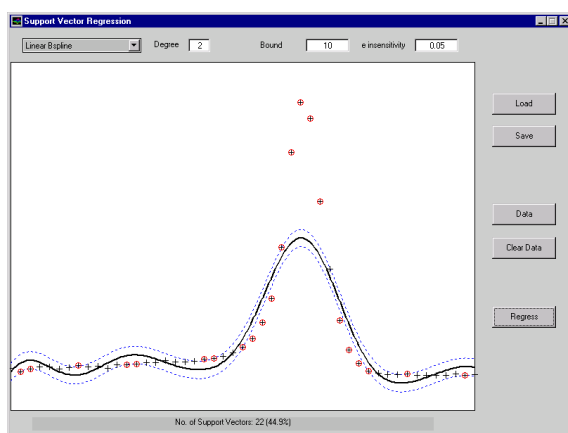 Support Vector Regression
Linear Bspline
Degree
2
Bound
10
e insensitivity
0.05
Load
Save
Data
Clear Data
Regress
No. of Support Vectors: 22 (44.9%)